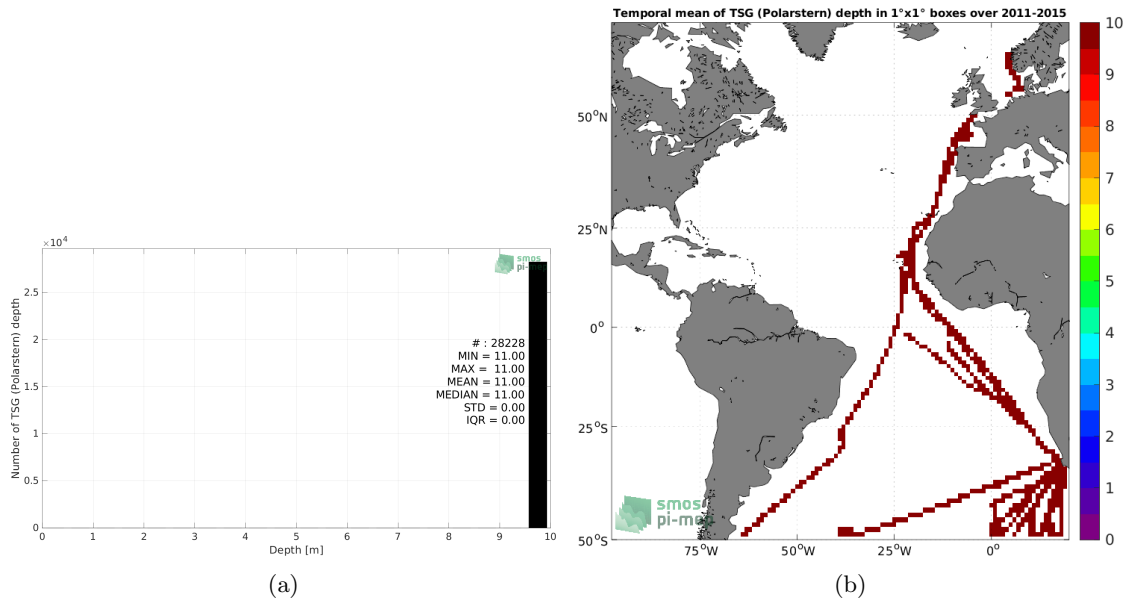 ×10⁴
2.5
2
1.5
1
0.5
0
Number of TSG (Polarstern) depth
smos
pi-mep
# : 28228
MIN = 11.00
MAX = 11.00
MEAN = 11.00
MEDIAN = 11.00
STD = 0.00
IQR = 0.00
0 1 2 3 4 5 6 7 8 9 10
Depth [m]
(a)
Temporal mean of TSG (Polarstern) depth in 1°x1° boxes over 2011-2015
50°N
25°N
0°
25°S
50°S
75°W 50°W 25°W 0°
smos
pi-mep
10
9
8
7
6
5
4
3
2
1
0
(b)